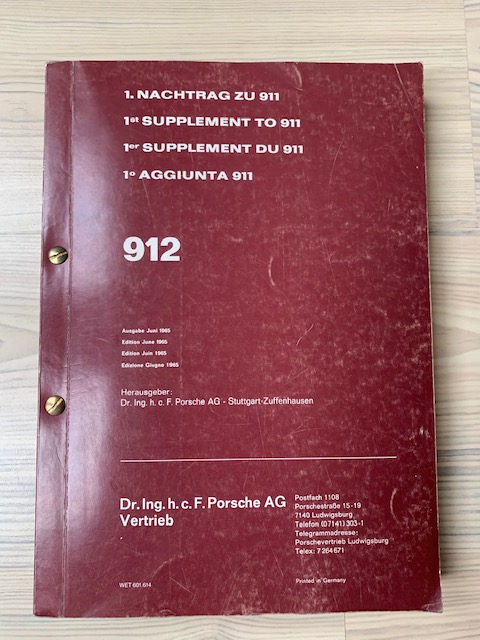 1. NACHTRAG ZU 911
1st SUPPLEMENT TO 911
1er SUPPLEMENT DU 911
1o AGGIUNTA 911
912
Ausgabe Juni 1965
Edition June 1965
Edition Juin 1965
Edizione Giugno 1965
Herausgeber:
Dr. Ing. h. c. F. Porsche AG - Stuttgart-Zuffenhausen
Dr. Ing. h. c. F. Porsche AG
Vertrieb
Postfach 1108
Porschestraße 15-19
7140 Ludwigsburg
Telefon (07141) 303-1
Telegrammadresse:
Porschevertrieb Ludwigsburg
Telex: 7 264 671
WET 601.614
Printed in Germany